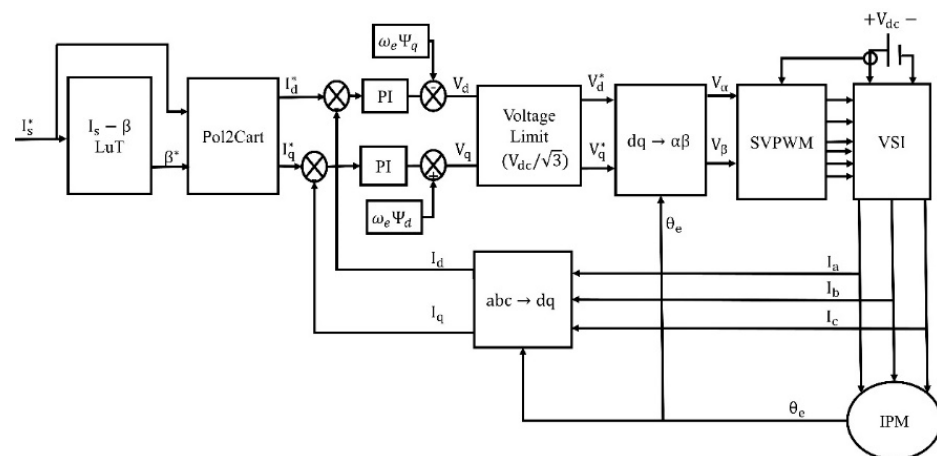 +V_dc −
ω_eΨ_q
I_s^*
I_s − β
LuT
β^*
Pol2Cart
I_d^*
I_q^*
PI
-
V_d
PI
+
V_q
ω_eΨ_d
Voltage
Limit
(V_dc/√3)
V_d^*
V_q^*
dq → αβ
V_α
V_β
SVPWM
VSI
θ_e
I_d
I_q
abc → dq
I_a
I_b
I_c
θ_e
IPM